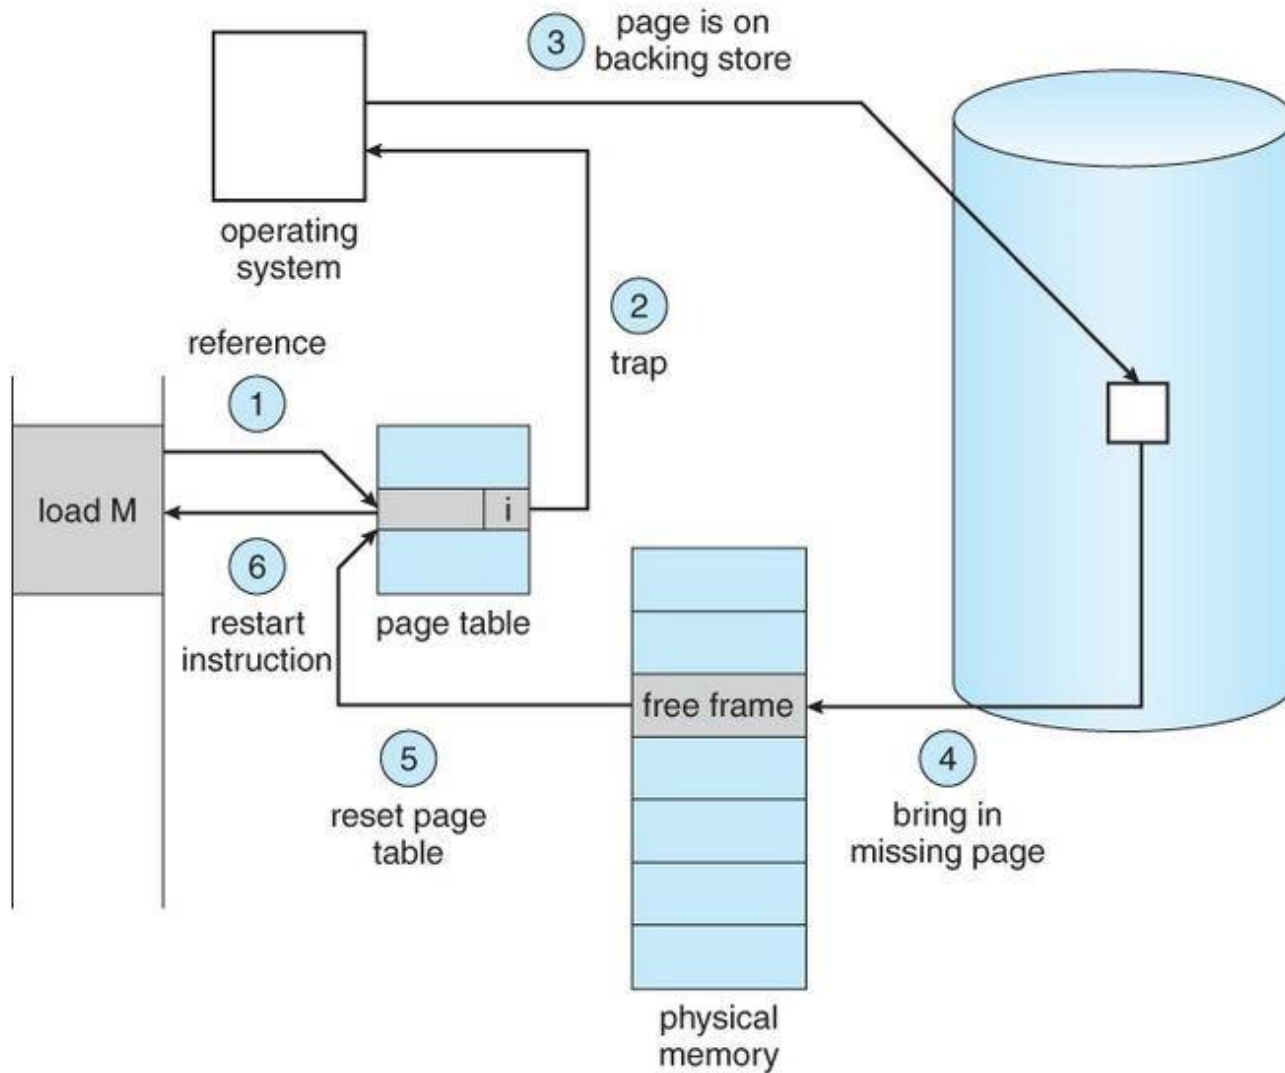 3
page is on
backing store
operating
system
2
trap
reference
1
load M
i
6
restart
instruction
page table
free frame
5
reset page
table
4
bring in
missing page
physical
memory